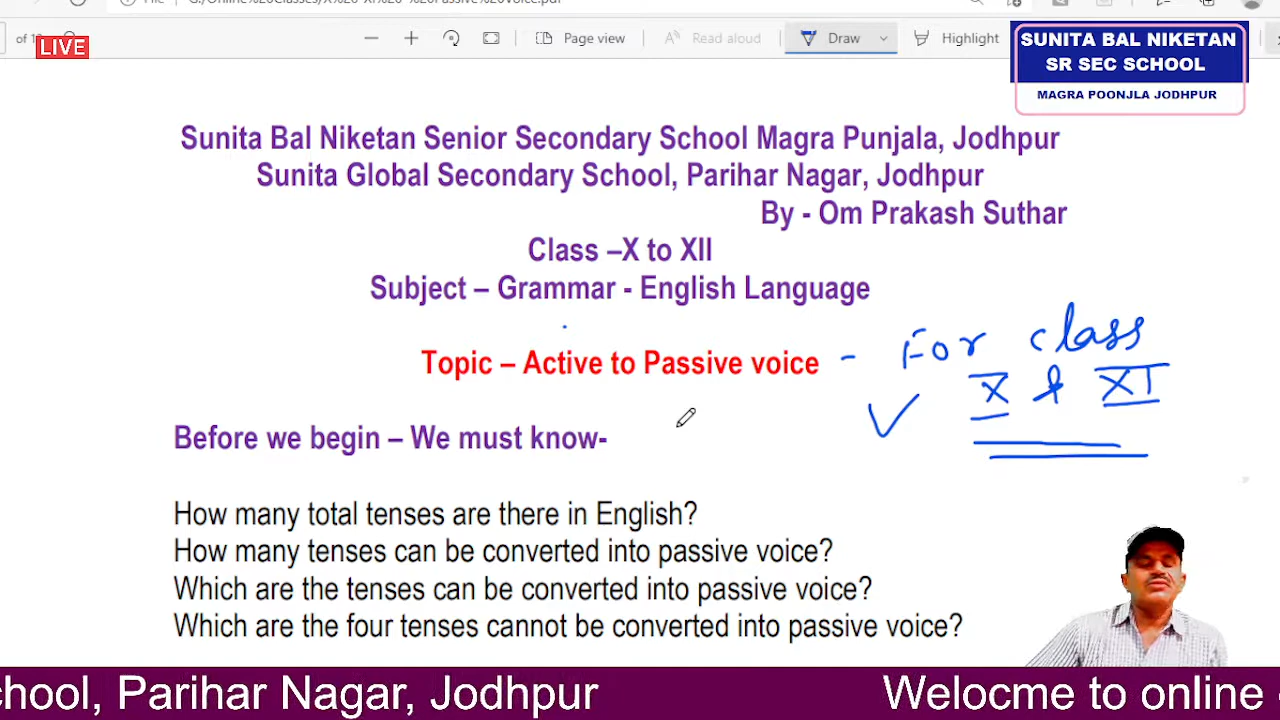 of 1
Page view
Read aloud
Draw
Highlight
LIVE
SUNITA BAL NIKETAN
SR SEC SCHOOL
MAGRA POONJLA JODHPUR
Sunita Bal Niketan Senior Secondary School Magra Punjala, Jodhpur
Sunita Global Secondary School, Parihar Nagar, Jodhpur
By - Om Prakash Suthar
Class –X to XII
Subject – Grammar - English Language
Topic – Active to Passive voice
- For class
X & XI
Before we begin – We must know-
How many total tenses are there in English?
How many tenses can be converted into passive voice?
Which are the tenses can be converted into passive voice?
Which are the four tenses cannot be converted into passive voice?
chool, Parihar Nagar, Jodhpur
Welocme to online